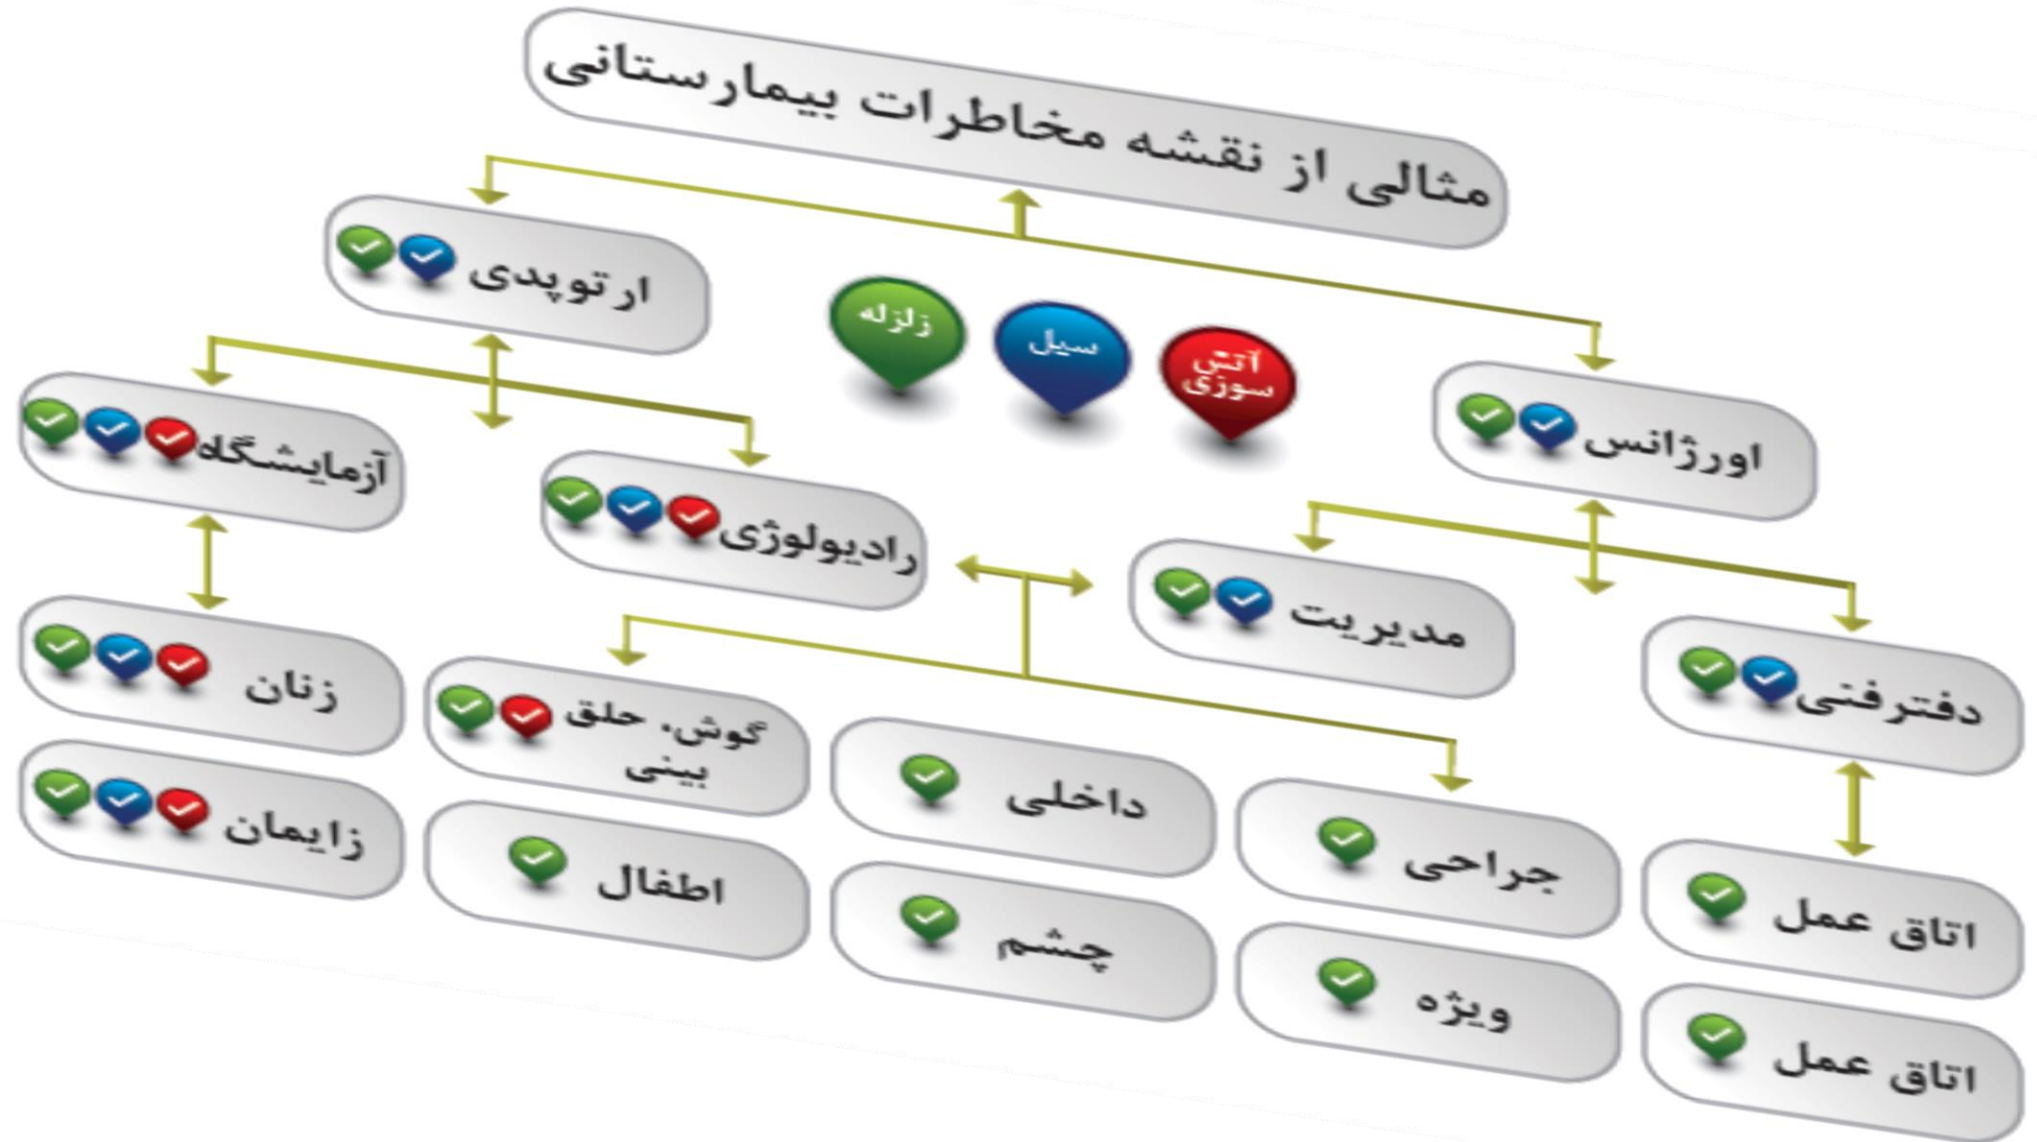 مثالی از نقشه مخاطرات بیمارستانی
ارتوپدی
زلزله
سیل
آتش
سوزی
اورژانس
آزمایشگاه
رادیولوژی
مدیریت
دفترفنی
زنان
گوش، حلق
بینی
داخلی
جراحی
اتاق عمل
زایمان
اطفال
چشم
ویژه
اتاق عمل